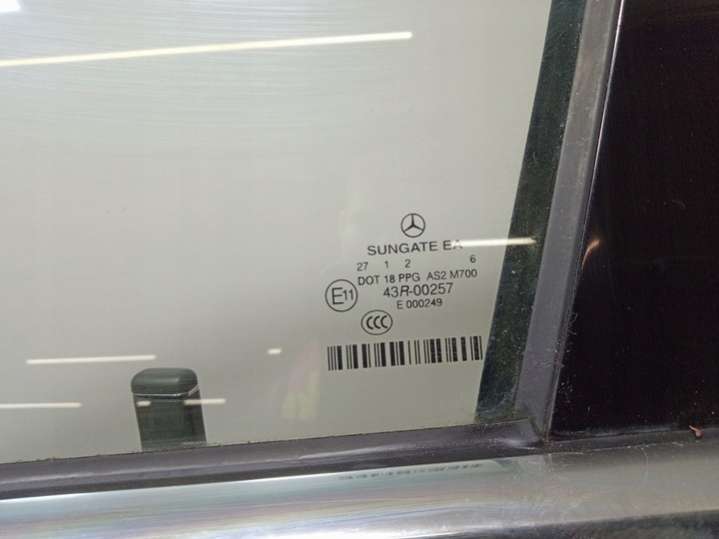 SUNGATE EA
27 1 2 6
DOT 18 PPG AS2 M700
E11 43R-00257
E 000249
CCC